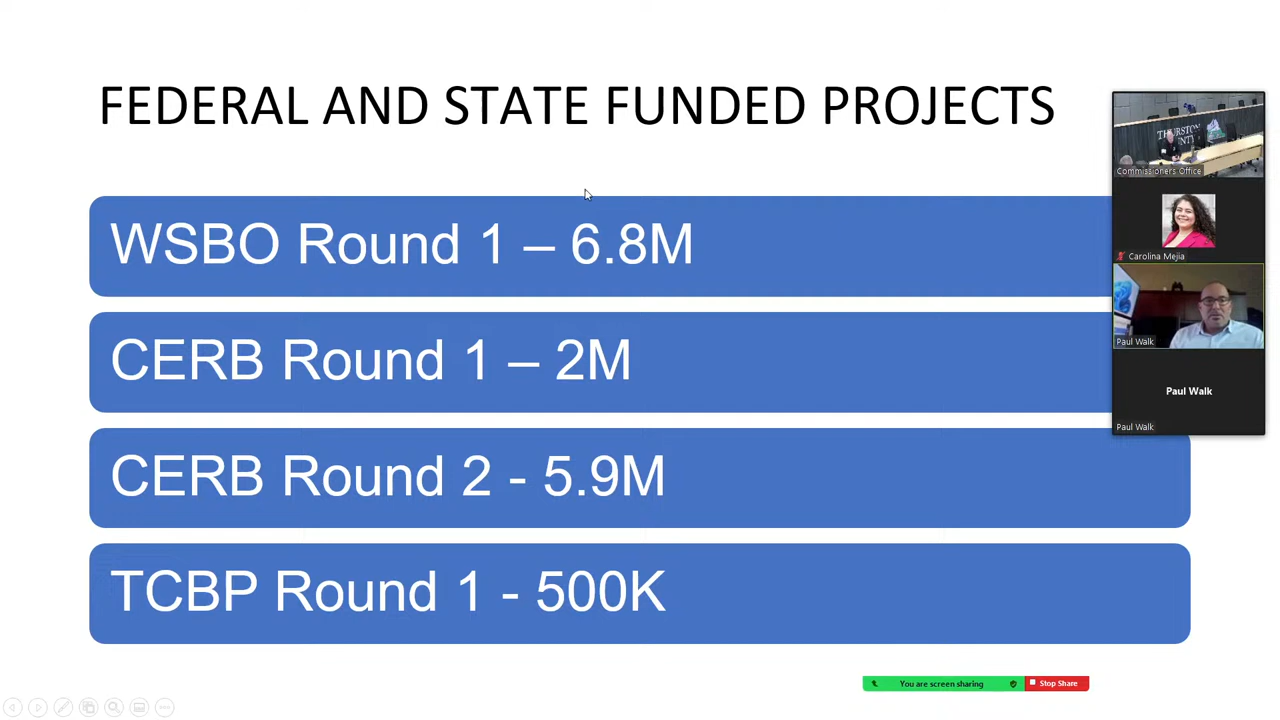 FEDERAL AND STATE FUNDED PROJECTS
WSBO Round 1 – 6.8M
CERB Round 1 – 2M
CERB Round 2 - 5.9M
TCBP Round 1 - 500K
THURSTON
COUNTY
Commissioners Office
Carolina Mejia
Paul Walk
Paul Walk
Paul Walk
You are screen sharing
Stop Share